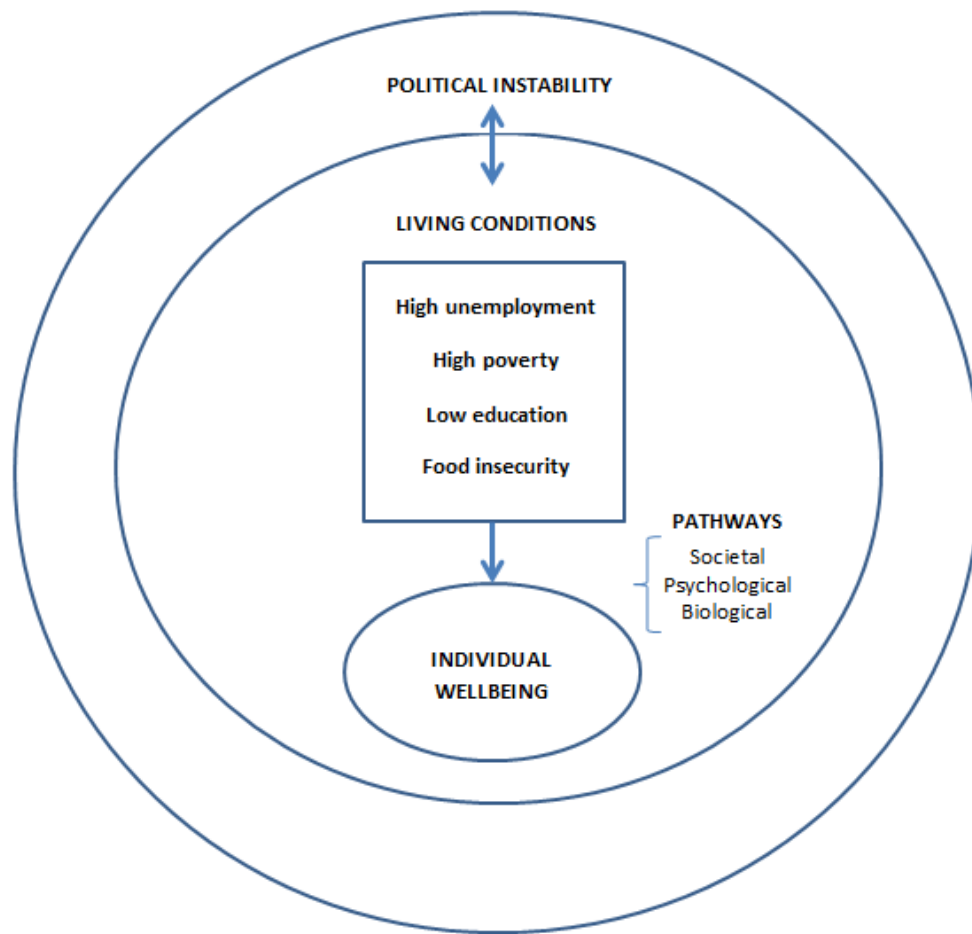 POLITICAL INSTABILITY
LIVING CONDITIONS
High unemployment
High poverty
Low education
Food insecurity
PATHWAYS
Societal
Psychological
Biological
INDIVIDUAL
WELLBEING